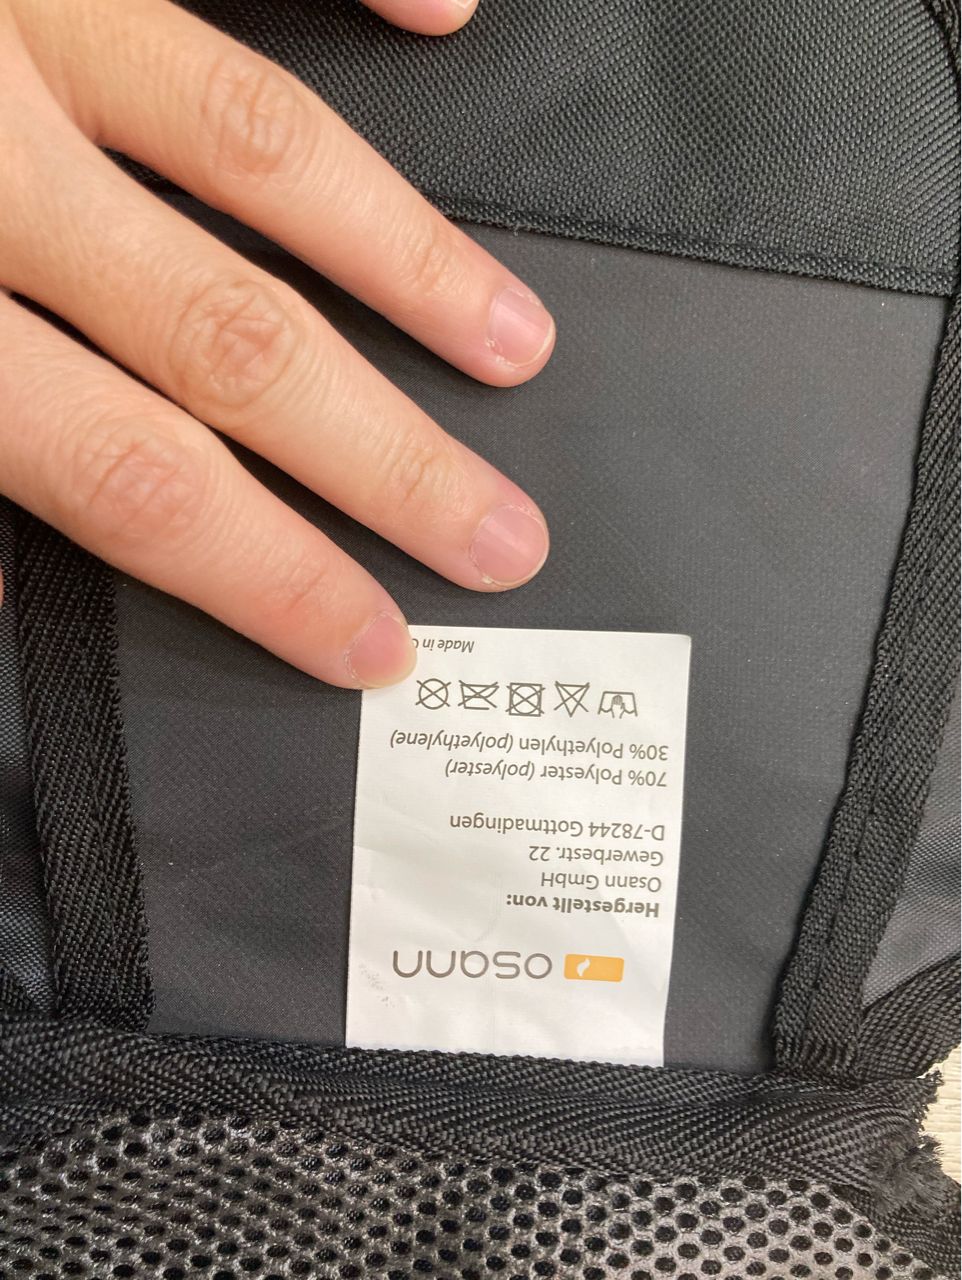 osann
Hergestellt von:
Osann GmbH
Gewerbestr. 22
D-78244 Gottmadingen
70% Polyester (polyester)
30% Polyethylen (polyethylene)
Made in